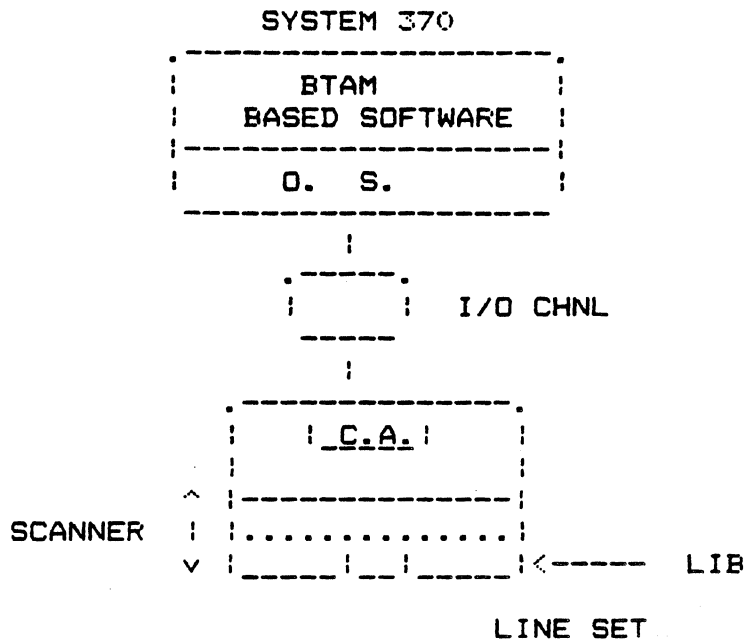 SYSTEM 370
BTAM
BASED SOFTWARE
O. S.
I/O CHNL
C.A.
SCANNER
LIB
LINE SET